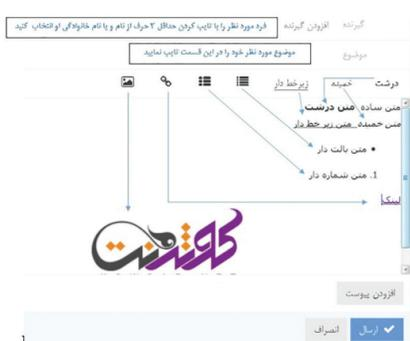 گیرنده افزودن گیرنده فرد مورد نظر را با تایپ کردن حداقل ۳ حرف از نام و یا نام خانوادگی او انتخاب کنید
موضوع موضوع مورد نظر خود را در این قسمت تایپ نمایید
درشت خمیده زیرخط دار
متن ساده متن درشت
متن خمیده متن زیر خط دار
• متن بالت دار
1. متن شماره دار
لینک
افزودن پیوست
ارسال انصراف